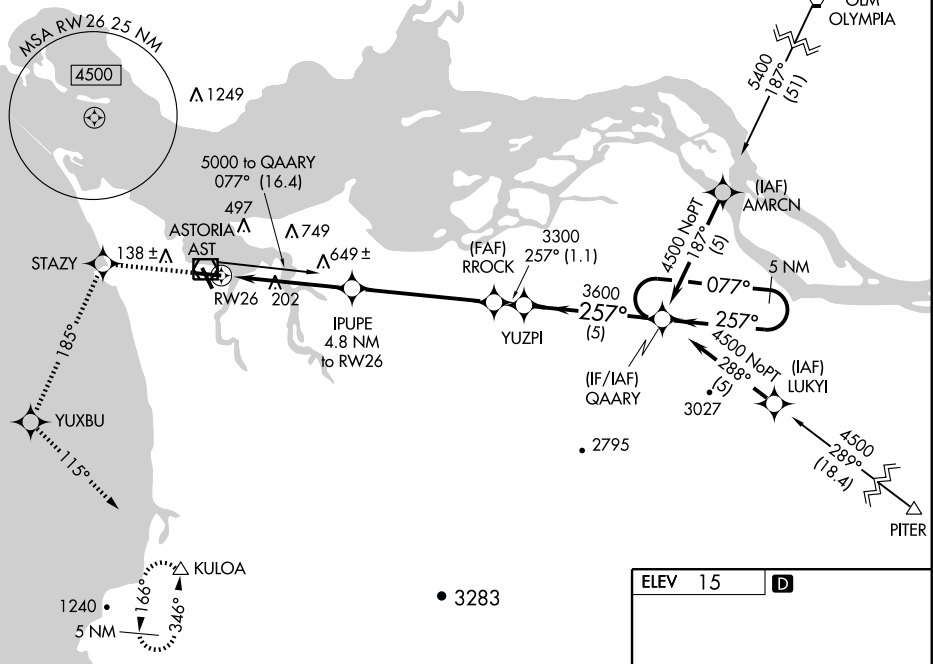 OLM
OLYMPIA
MSA RW26 25 NM
4500
1249
5400
187°
(51)
5000 to QAARY
077° (16.4)
497
749
ASTORIA
AST
649 ±
138 ±
STAZY
RW26
202
(FAF)
RROCK
3300
257° (1.1)
(IAF)
AMRCN
4500 NoPT
187°
(5)
5 NM
077°
257°
3600
257°
(5)
IPUPE
4.8 NM
to RW26
YUZPI
(IF/IAF)
QAARY
4500 NoPT
288°
(5)
(IAF)
LUKYI
3027
2795
4500
289°
(18.4)
PITER
185°
YUXBU
115°
KULOA
166°
346°
1240
5 NM
3283
ELEV 15
D